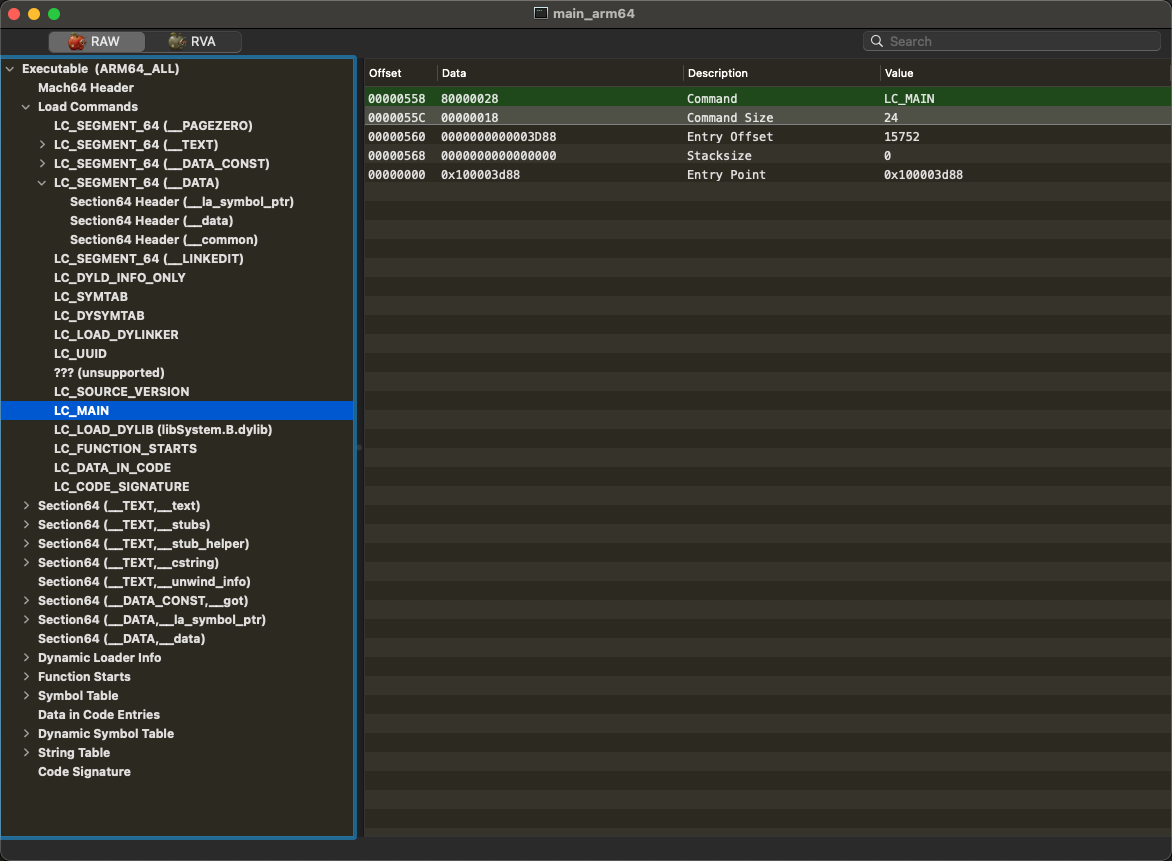 main_arm64
RAW
RVA
Search
Executable (ARM64_ALL)
Mach64 Header
Load Commands
LC_SEGMENT_64 (__PAGEZERO)
LC_SEGMENT_64 (__TEXT)
LC_SEGMENT_64 (__DATA_CONST)
LC_SEGMENT_64 (__DATA)
Section64 Header (__la_symbol_ptr)
Section64 Header (__data)
Section64 Header (__common)
LC_SEGMENT_64 (__LINKEDIT)
LC_DYLD_INFO_ONLY
LC_SYMTAB
LC_DYSYMTAB
LC_LOAD_DYLINKER
LC_UUID
??? (unsupported)
LC_SOURCE_VERSION
LC_MAIN
LC_LOAD_DYLIB (libSystem.B.dylib)
LC_FUNCTION_STARTS
LC_DATA_IN_CODE
LC_CODE_SIGNATURE
Section64 (__TEXT,__text)
Section64 (__TEXT,__stubs)
Section64 (__TEXT,__stub_helper)
Section64 (__TEXT,__cstring)
Section64 (__TEXT,__unwind_info)
Section64 (__DATA_CONST,__got)
Section64 (__DATA,__la_symbol_ptr)
Section64 (__DATA,__data)
Dynamic Loader Info
Function Starts
Symbol Table
Data in Code Entries
Dynamic Symbol Table
String Table
Code Signature
Offset Data Description Value
00000558 80000028 Command LC_MAIN
0000055C 00000018 Command Size 24
00000560 0000000000003D88 Entry Offset 15752
00000568 0000000000000000 Stacksize 0
00000000 0x100003d88 Entry Point 0x100003d88